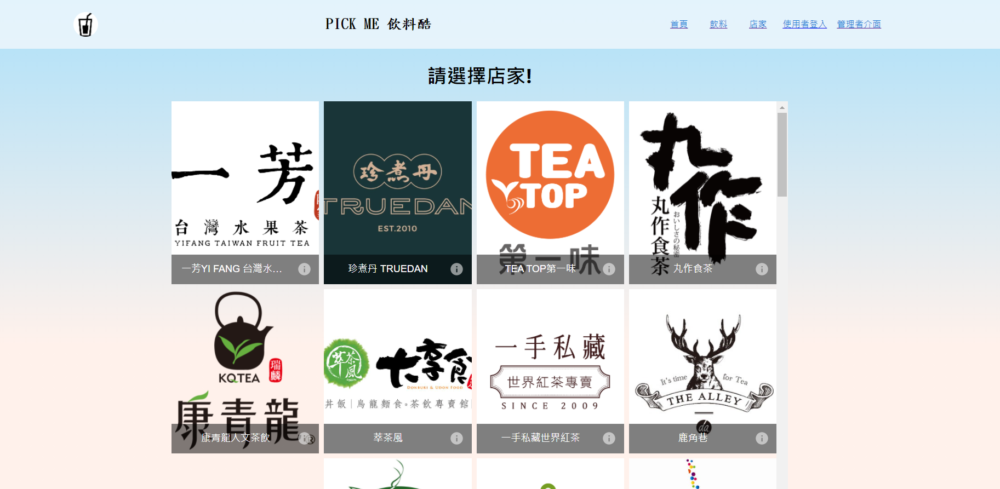 PICK ME 飲料酷
首頁 飲料 店家 使用者登入 管理者介面
請選擇店家!
一芳
台灣水果茶
YIFANG TAIWAN FRUIT TEA
一芳YI FANG 台灣水...
珍煮丹
TRUEDAN
EST.2010
珍煮丹 TRUEDAN
TEA
TOP
第一味
TEA TOP第一味
丸作
丸作食茶
おいしさの秘密
丸作食茶
KQTEA
瑞麟
康青龍
康青龍人文茶飲
萃茶風
大享食
DONBURI & UDON FOOD
丼飯|烏龍麵食。茶飲專賣館
萃茶風
一手私藏
世界紅茶專賣
SINCE 2009
一手私藏世界紅茶
It's time for Tea
THE ALLEY
da
鹿角巷